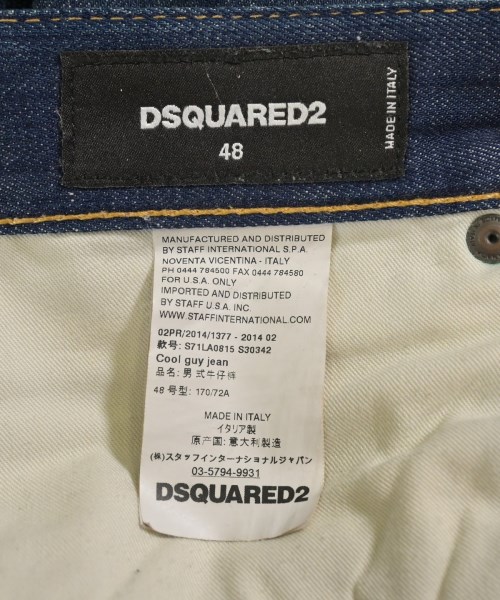 DSQUARED2
48
MADE IN ITALY
MANUFACTURED AND DISTRIBUTED
BY STAFF INTERNATIONAL S.P.A
NOVENTA VICENTINA - ITALY
PH 0444 784500 FAX 0444 784580
FOR U.S.A. ONLY
IMPORTED AND DISTRIBUTED
BY STAFF U.S.A. INC.
WWW.STAFFINTERNATIONAL.COM
02PR/2014/1377 - 2014 02
款号: S71LA0815 S30342
Cool guy jean
品名: 男式牛仔裤
48 号型: 170/72A
MADE IN ITALY
イタリア製
原产国: 意大利製造
(株)スタッフインターナショナルジャパン
03-5794-9931
DSQUARED2